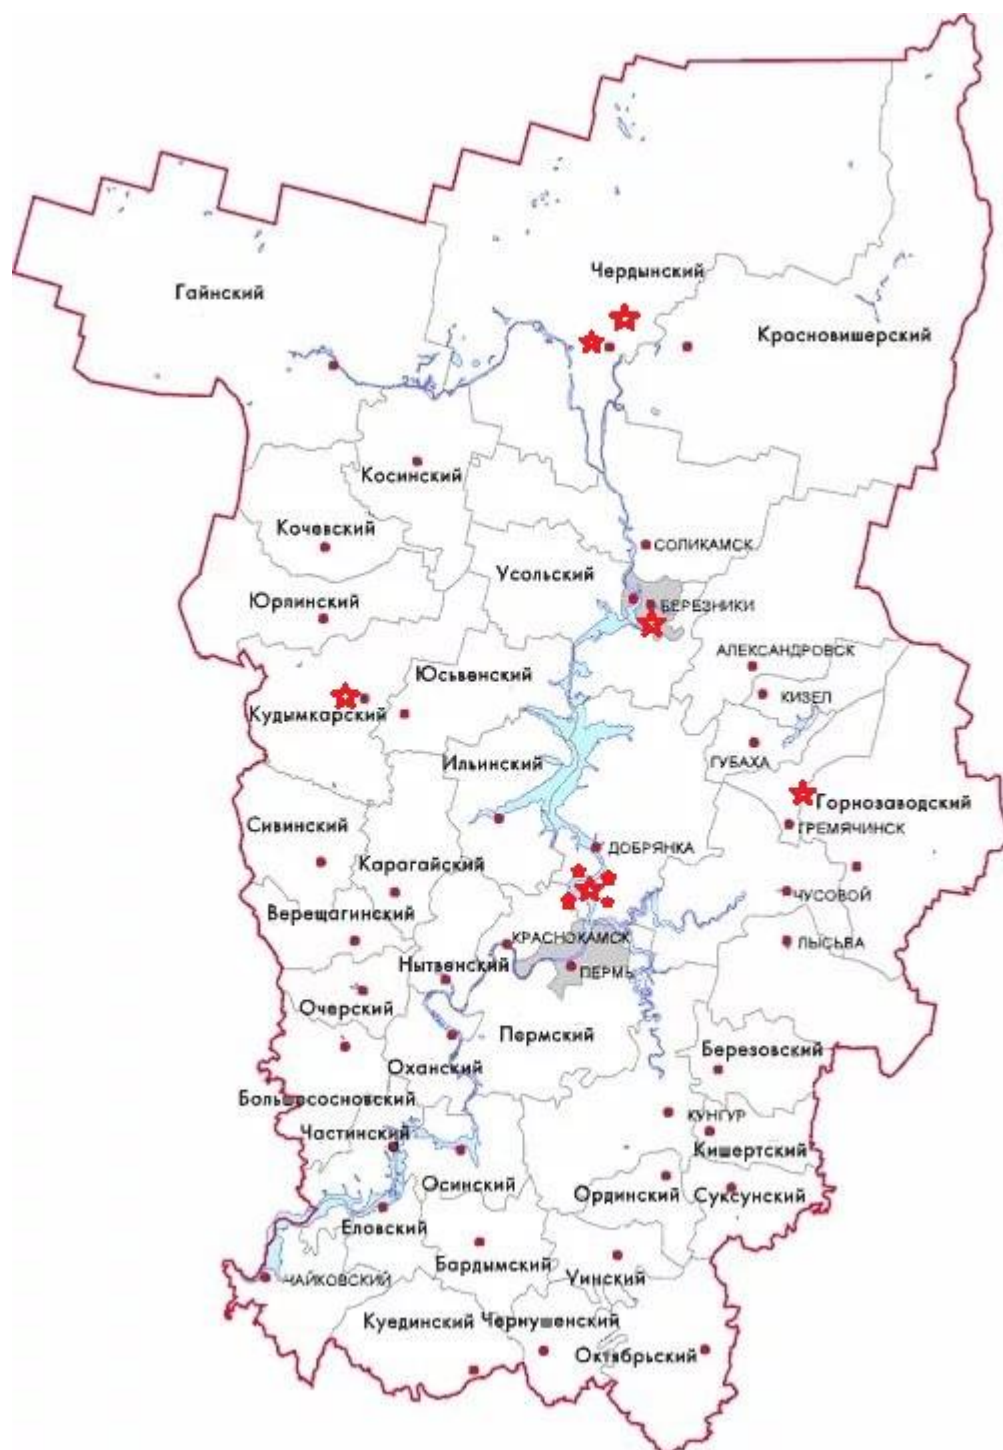 Чердынский
Гайнский
Красновишерский
Косинский
Кочевский
СОЛИКАМСК
Усольский
Юрлинский
БЕРЕЗНИКИ
АЛЕКСАНДРОВСК
Юсьвенский
КИЗЕЛ
Кудымкарский
Ильинский
ГУБАХА
Горнозаводский
Сивинский
ГРЕМЯЧИНСК
ДОБРЯНКА
Карагайский
ЧУСОВОЙ
Верещагинский
КРАСНОКАМСК
ЛЫСЬВА
Нытвенский
ПЕРМЬ
Очерский
Пермский
Березовский
Оханский
Большесосновский
КУНГУР
Частинский
Кишертский
Осинский
Ординский
Суксунский
Еловский
Бардымский
Уинский
ЧАЙКОВСКИЙ
Куединский
Чернушенский
Октябрьский